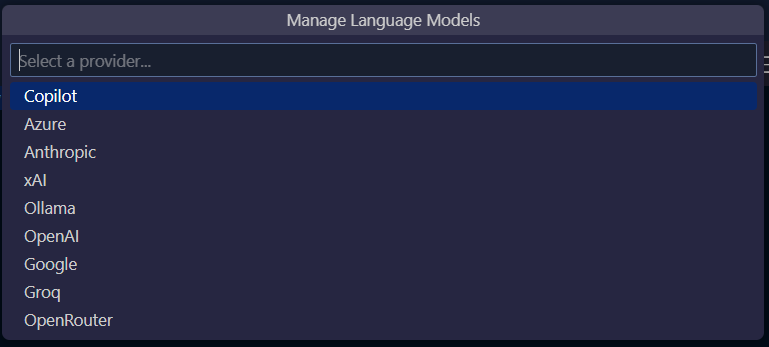 Manage Language Models
Select a provider...
Copilot
Azure
Anthropic
xAI
Ollama
OpenAI
Google
Groq
OpenRouter